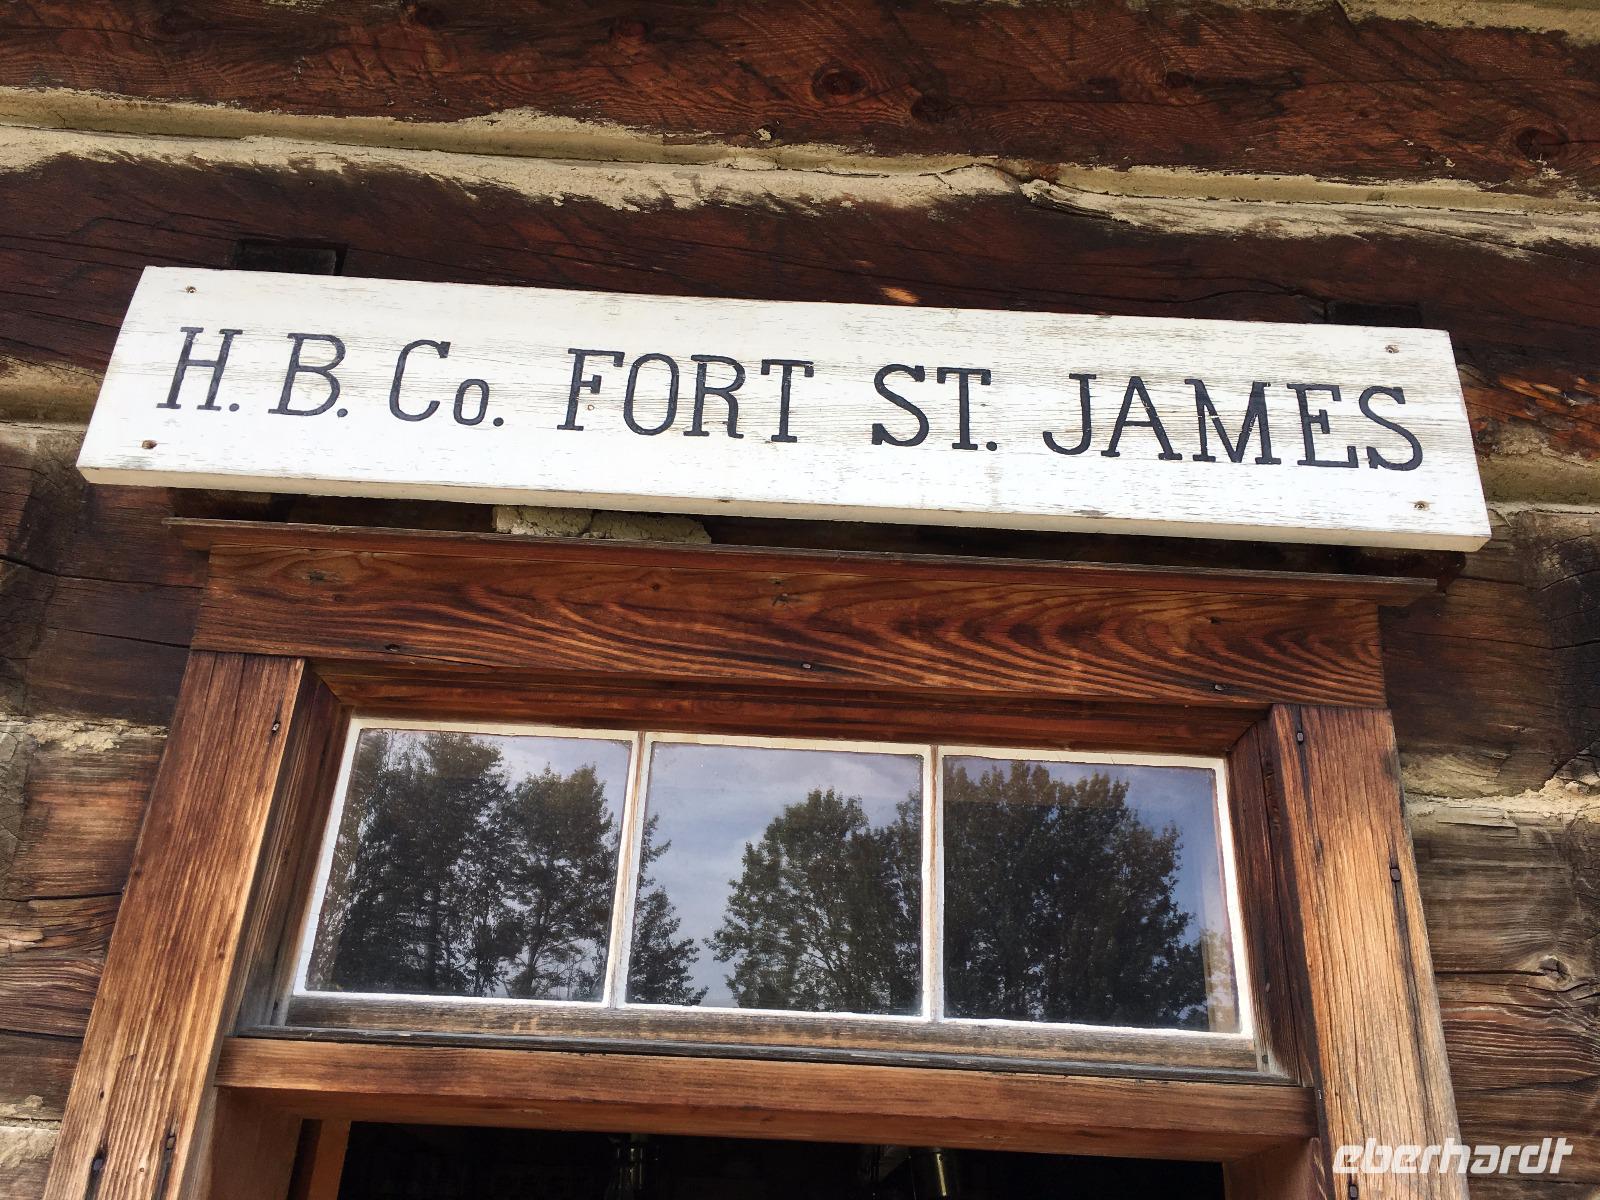 H. B. Co. FORT ST. JAMES
eberhardt